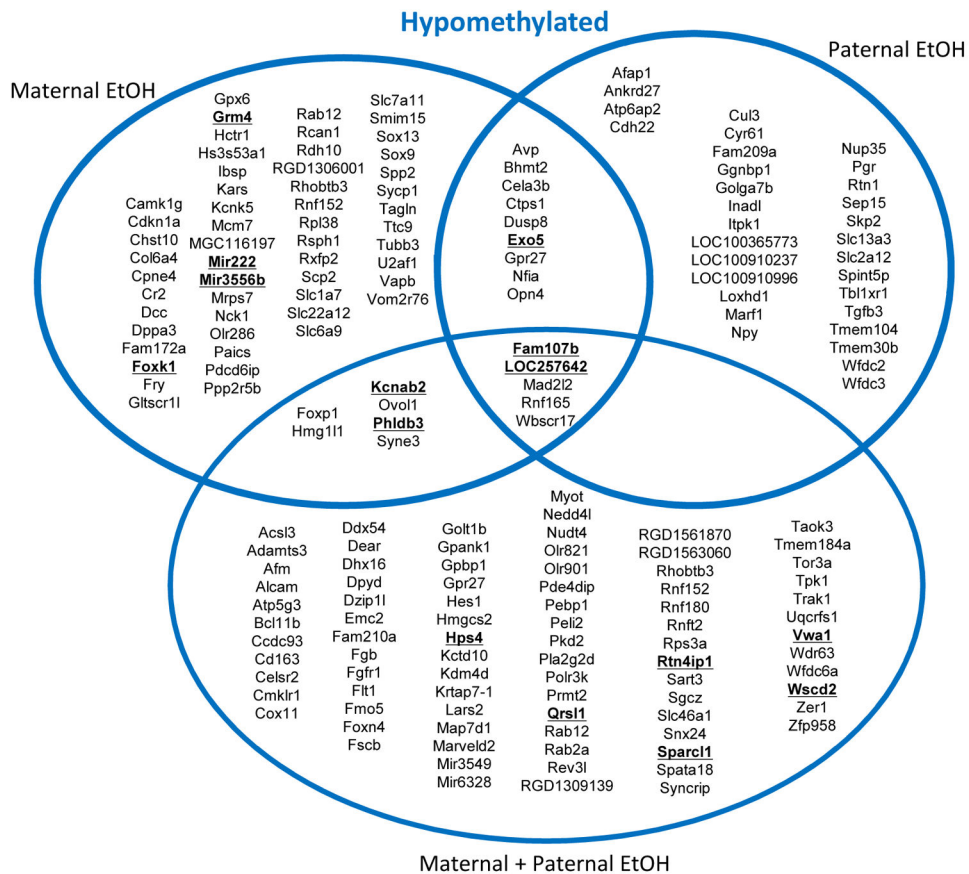 Hypomethylated
Maternal EtOH
Paternal EtOH
Camk1g
Cdkn1a
Chst10
Col6a4
Cpne4
Cr2
Dcc
Dppa3
Fam172a
Foxk1
Fry
Gltscr1l
Gpx6
Grm4
Hctr1
Hs3s53a1
Ibsp
Kars
Kcnk5
Mcm7
MGC116197
Mir222
Mir3556b
Mrps7
Nck1
Olr286
Paics
Pdcd6ip
Ppp2r5b
Rab12
Rcan1
Rdh10
RGD1306001
Rhobtb3
Rnf152
Rpl38
Rsph1
Rxfp2
Scp2
Slc1a7
Slc22a12
Slc6a9
Slc7a11
Smim15
Sox13
Sox9
Spp2
Sycp1
Tagln
Ttc9
Tubb3
U2af1
Vapb
Vom2r76
Avp
Bhmt2
Cela3b
Ctps1
Dusp8
Exo5
Gpr27
Nfia
Opn4
Afap1
Ankrd27
Atp6ap2
Cdh22
Cul3
Cyr61
Fam209a
Ggnbp1
Golga7b
Inadl
Itpk1
LOC100365773
LOC100910237
LOC100910996
Loxhd1
Marf1
Npy
Nup35
Pgr
Rtn1
Sep15
Skp2
Slc13a3
Slc2a12
Spint5p
Tbl1xr1
Tgfb3
Tmem104
Tmem30b
Wfdc2
Wfdc3
Foxp1
Hmg1l1
Kcnab2
Ovol1
Phldb3
Syne3
Fam107b
LOC257642
Mad2l2
Rnf165
Wbscr17
Acsl3
Adamts3
Afm
Alcam
Atp5g3
Bcl11b
Ccdc93
Cd163
Celsr2
Cmklr1
Cox11
Ddx54
Dear
Dhx16
Dpyd
Dzip1l
Emc2
Fam210a
Fgb
Fgfr1
Flt1
Fmo5
Foxn4
Fscb
Golt1b
Gpank1
Gpbp1
Gpr27
Hes1
Hmgcs2
Hps4
Kctd10
Kdm4d
Krtap7-1
Lars2
Map7d1
Marveld2
Mir3549
Mir6328
Myot
Nedd4l
Nudt4
Olr821
Olr901
Pde4dip
Pebp1
Peli2
Pkd2
Pla2g2d
Polr3k
Prmt2
Qrsl1
Rab12
Rab2a
Rev3l
RGD1309139
RGD1561870
RGD1563060
Rhobtb3
Rnf152
Rnf180
Rnft2
Rps3a
Rtn4ip1
Sart3
Sgcz
Slc46a1
Snx24
Sparcl1
Spata18
Syncrip
Taok3
Tmem184a
Tor3a
Tpk1
Trak1
Uqcrfs1
Vwa1
Wdr63
Wfdc6a
Wscd2
Zer1
Zfp958
Maternal + Paternal EtOH